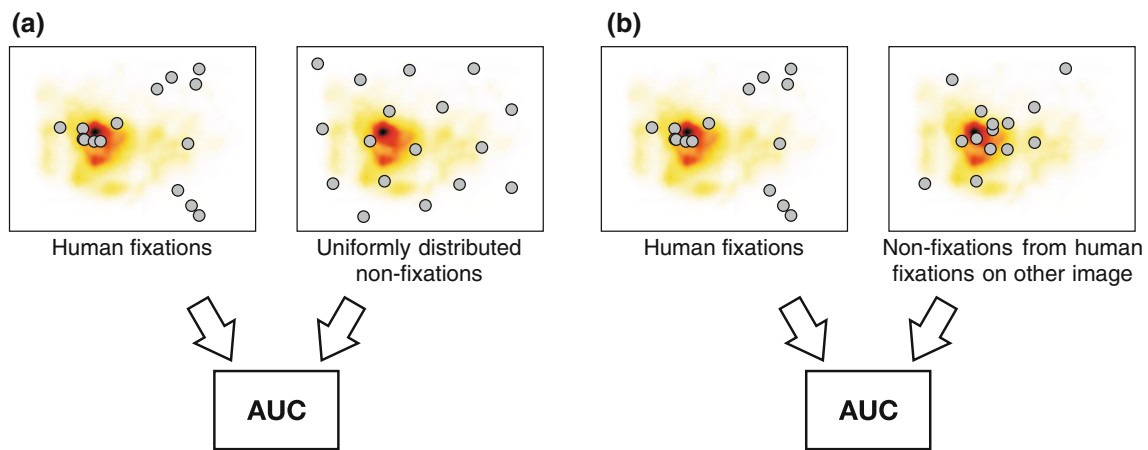 (a)
Human fixations
Uniformly distributed
non-fixations
AUC
(b)
Human fixations
Non-fixations from human
fixations on other image
AUC